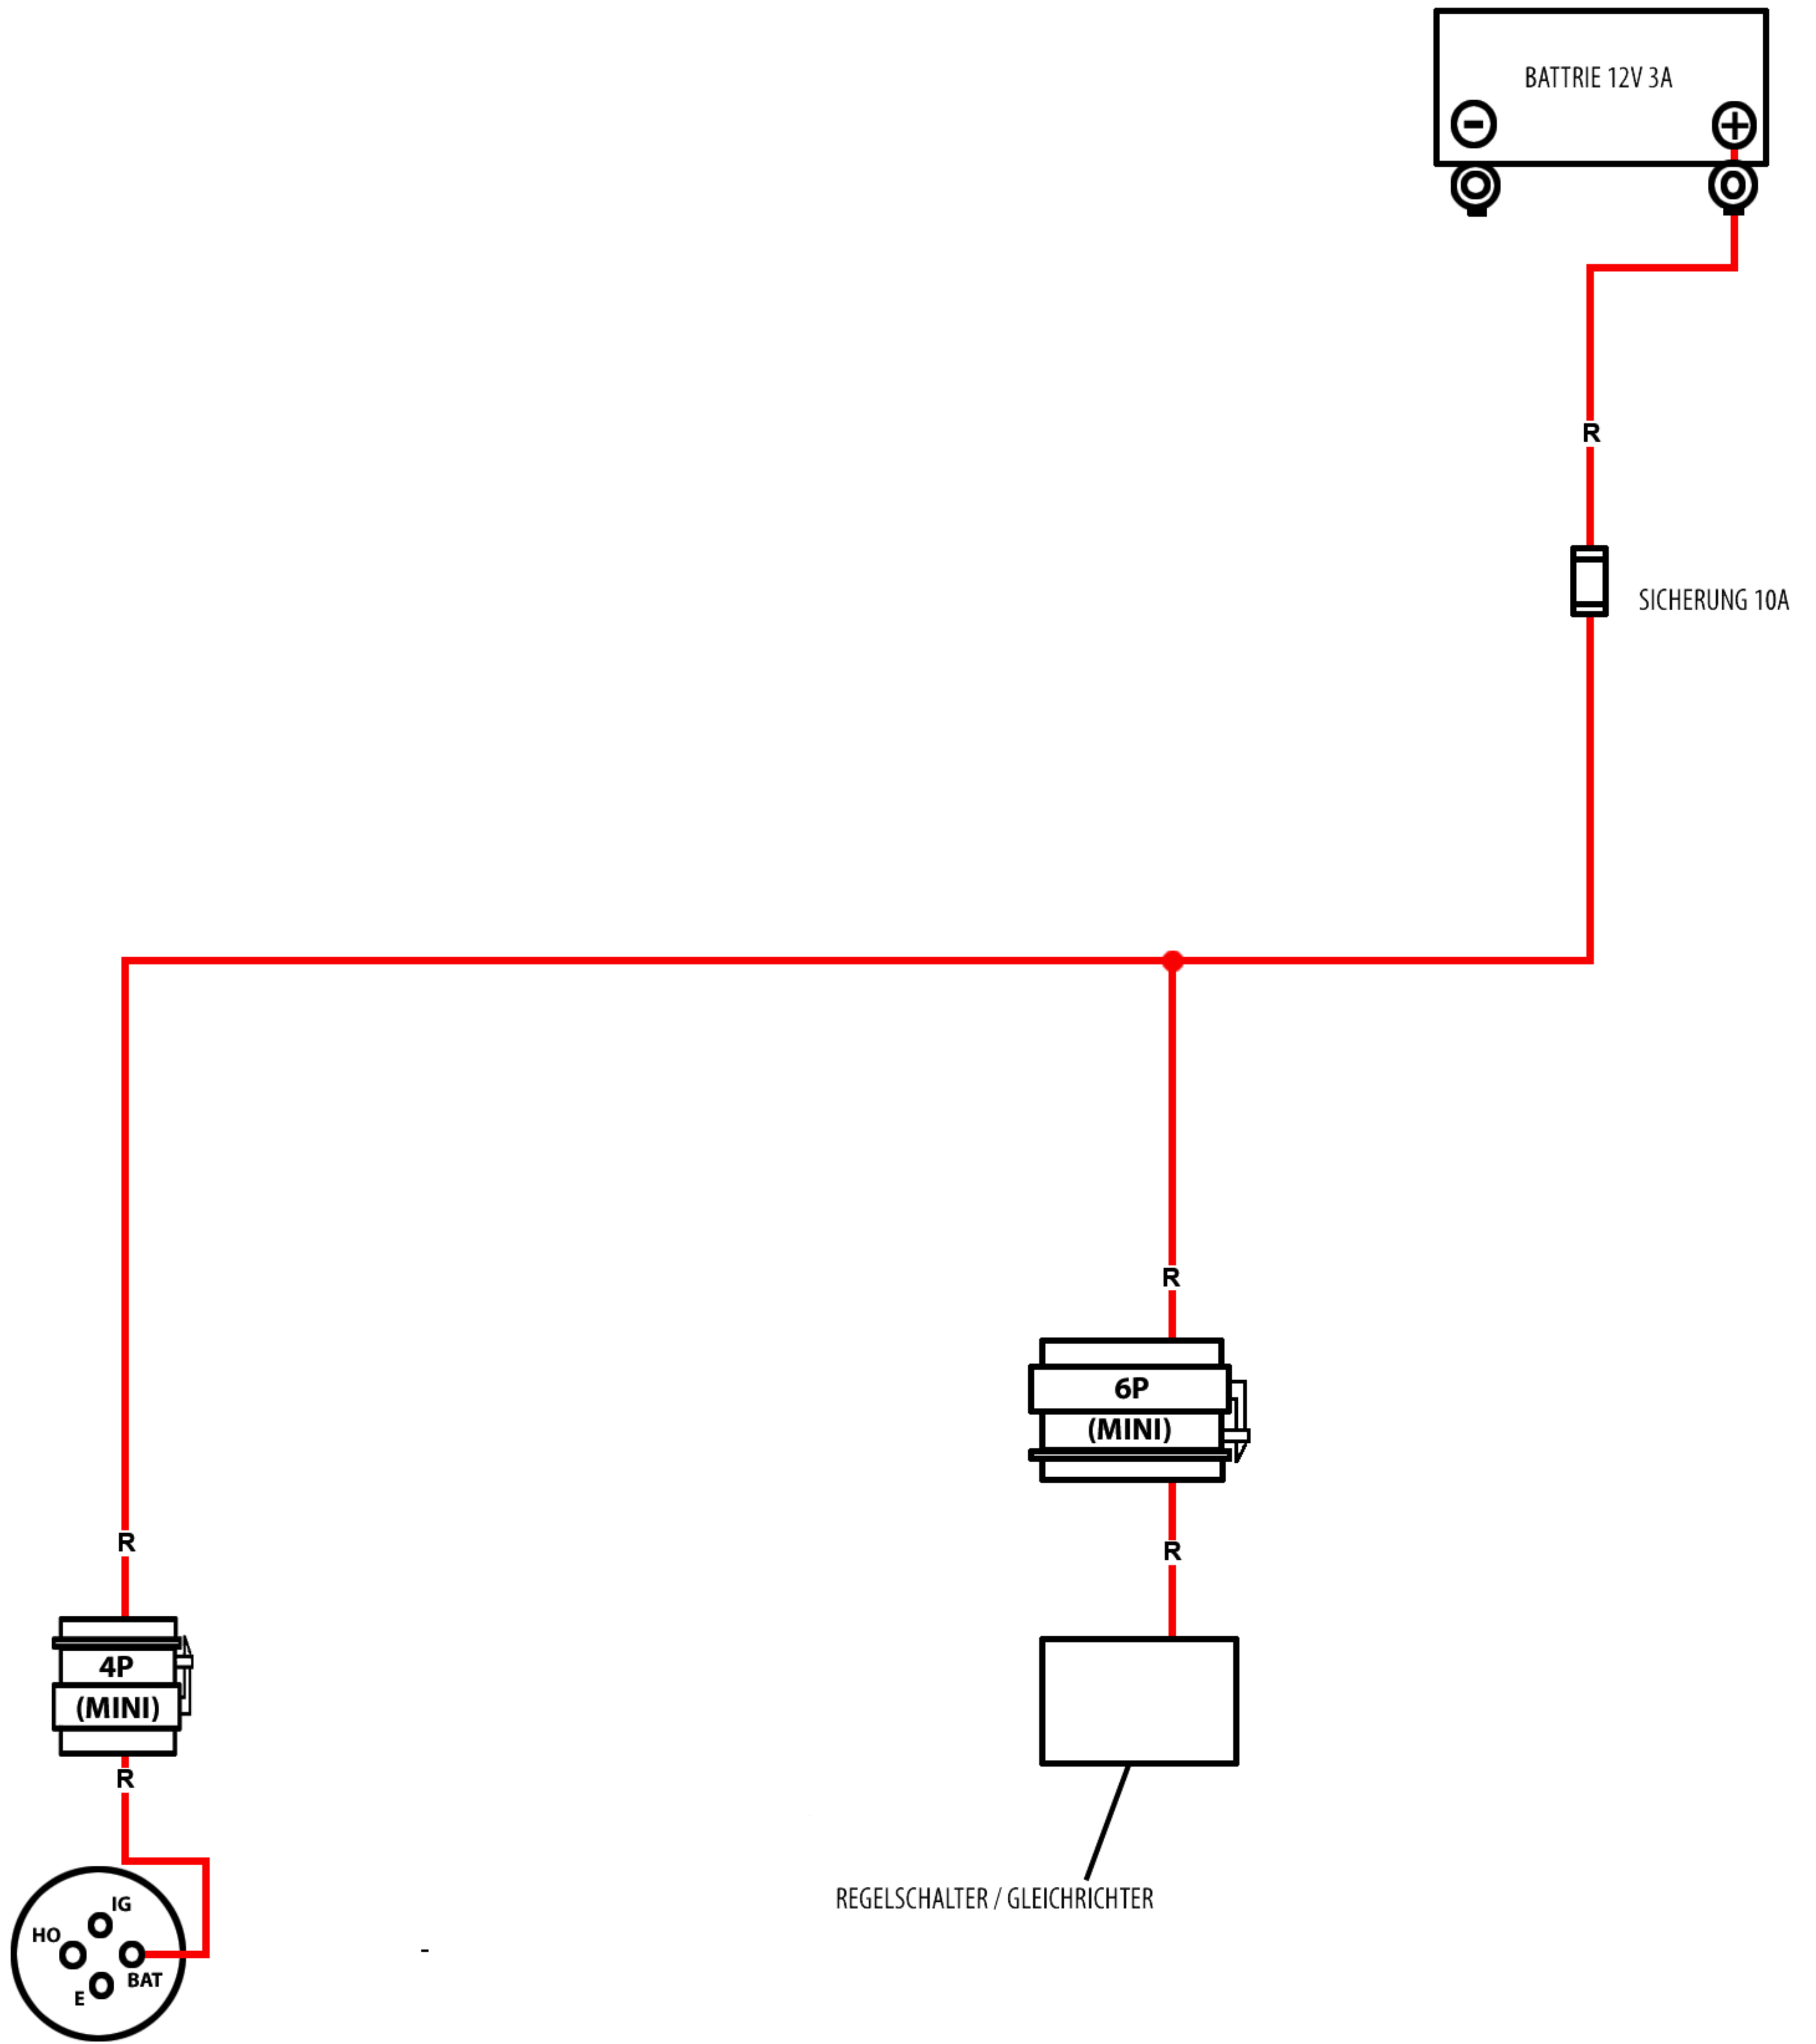 BATTRIE 12V 3A
-
+
R
SICHERUNG 10A
R
6P
(MINI)
R
R
4P
(MINI)
R
REGELSCHALTER / GLEICHRICHTER
IG
HO
BAT
E
-